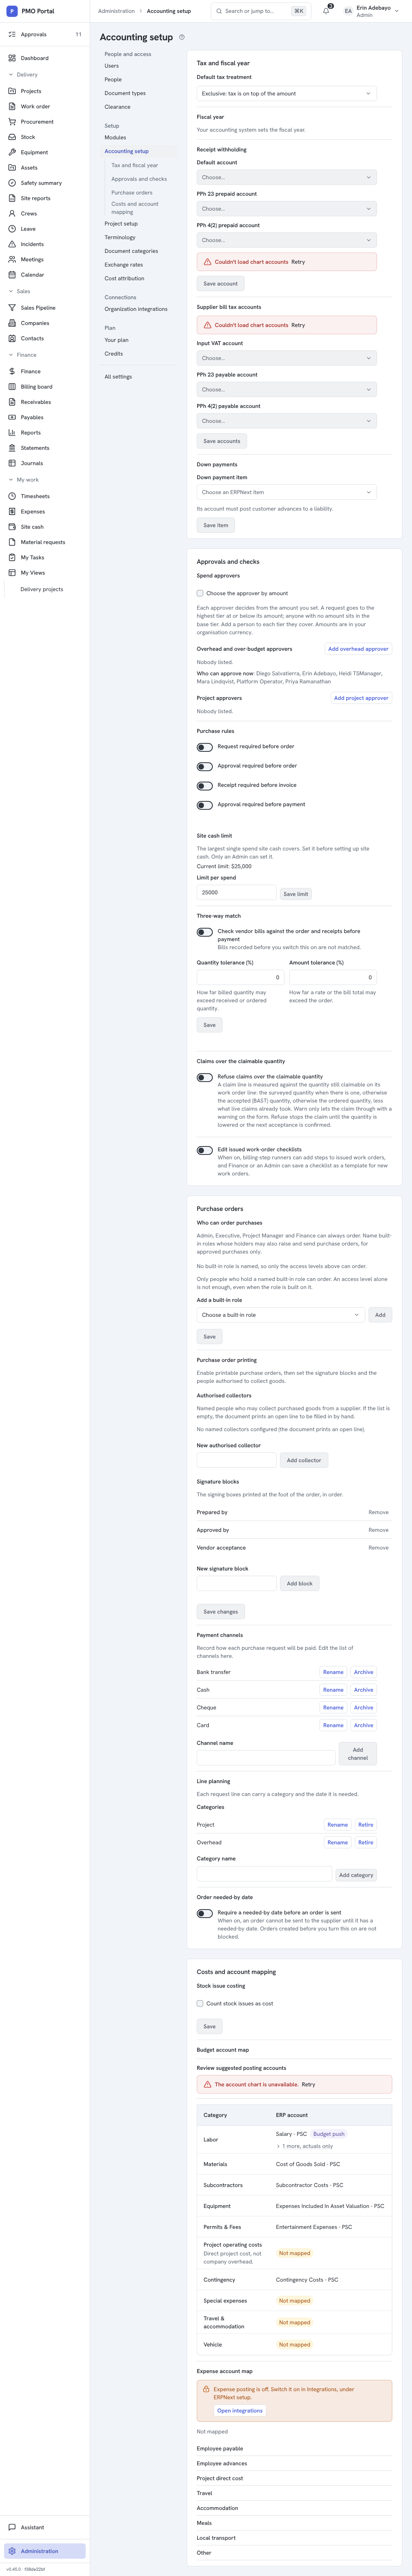 P PMO Portal
Administration > Accounting setup
Search or jump to...
⌘K
3
EA
Erin Adebayo
Admin
Approvals 11
Dashboard
Delivery
Projects
Work order
Procurement
Stock
Equipment
Assets
Safety summary
Site reports
Crews
Leave
Incidents
Meetings
Calendar
Sales
Sales Pipeline
Companies
Contacts
Finance
Finance
Billing board
Receivables
Payables
Reports
Statements
Journals
My work
Timesheets
Expenses
Site cash
Material requests
My Tasks
My Views
Delivery projects
Assistant
Administration
Accounting setup
People and access
Users
People
Document types
Clearance
Setup
Modules
Accounting setup
Tax and fiscal year
Approvals and checks
Purchase orders
Costs and account
mapping
Project setup
Terminology
Document categories
Exchange rates
Cost attribution
Connections
Organization integrations
Plan
Your plan
Credits
All settings
Tax and fiscal year
Default tax treatment
Exclusive: tax is on top of the amount
Fiscal year
Your accounting system sets the fiscal year.
Receipt withholding
Default account
Choose...
PPh 23 prepaid account
Choose...
PPh 4(2) prepaid account
Choose...
Couldn't load chart accounts Retry
Save account
Supplier bill tax accounts
Couldn't load chart accounts Retry
Input VAT account
Choose...
PPh 23 payable account
Choose...
PPh 4(2) payable account
Choose...
Save accounts
Down payments
Down payment item
Choose an ERPNext item
Its account must post customer advances to a liability.
Save item
Approvals and checks
Spend approvers
Choose the approver by amount
Each approver decides from the amount you set. A request goes to the
highest tier at or below its amount; anyone with no amount sits in the
base tier. Add a person to each tier they cover. Amounts are in your
organisation currency.
Overhead and over-budget approvers
Add overhead approver
Nobody listed.
Who can approve now: Diego Salvatierra, Erin Adebayo, Heidi TSManager,
Mara Lindqvist, Platform Operator, Priya Ramanathan
Project approvers
Add project approver
Nobody listed.
Purchase rules
Request required before order
Approval required before order
Receipt required before invoice
Approval required before payment
Site cash limit
The largest single spend site cash covers. Set it before setting up site
cash. Only an Admin can set it.
Current limit: $25,000
Limit per spend
25000
Save limit
Three-way match
Check vendor bills against the order and receipts before
payment
Bills recorded before you switch this on are not matched.
Quantity tolerance (%) Amount tolerance (%)
0 0
How far billed quantity may
exceed received or ordered
quantity.
How far a rate or the bill total may
exceed the order.
Save
Claims over the claimable quantity
Refuse claims over the claimable quantity
A claim line is measured against the quantity still claimable on its
work order line: the surveyed quantity when there is one, otherwise
the accepted (BAST) quantity, otherwise the ordered quantity, less
what live claims already took. Warn only lets the claim through with a
warning on the form. Refuse stops the claim until the quantity is
lowered or the next acceptance is confirmed.
Edit issued work-order checklists
When on, billing-step runners can add steps to issued work orders,
and Finance or an Admin can save a checklist as a template for new
work orders.
Purchase orders
Who can order purchases
Admin, Executive, Project Manager and Finance can always order. Name built-
in roles whose holders may also raise and send purchase orders, for
approved purchases only.
No built-in role is named, so only the access levels above can order.
Only people who hold a named built-in role can order. An access level alone
is not enough, even when the role is built on it.
Add a built-in role
Choose a built-in role
Add
Save
Purchase order printing
Enable printable purchase orders, then set the signature blocks and the
people authorised to collect goods.
Authorised collectors
Named people who may collect purchased goods from a supplier. If the list is
empty, the document prints an open line to be filled in by hand.
No named collectors configured (the document prints an open line)
New authorised collector
Add collector
Signature blocks
The signing boxes printed at the foot of the order, in order.
Prepared by Remove
Approved by Remove
Vendor acceptance Remove
New signature block
Add block
Save changes
Payment channels
Record how each purchase request will be paid. Edit the list of
channels here.
Bank transfer Rename Archive
Cash Rename Archive
Cheque Rename Archive
Card Rename Archive
Channel name
Add
channel
Line planning
Each request line can carry a category and the date it is needed.
Categories
Project Rename Retire
Overhead Rename Retire
Category name
Add category
Order needed-by date
Require a needed-by date before an order is sent
When on, an order cannot be sent to the supplier until it has a
needed-by date. Orders created before you turn this on are not
blocked.
Costs and account mapping
Stock issue costing
Count stock issues as cost
Save
Budget account map
Review suggested posting accounts
The account chart is unavailable. Retry
Category ERP account
Labor Salary - PSC Budget push
> 1 more, actuals only
Materials Cost of Goods Sold - PSC
Subcontractors Subcontractor Costs - PSC
Equipment Expenses Included In Asset Valuation - PSC
Permits & Fees Entertainment Expenses - PSC
Project operating costs
Direct project cost, not
company overhead.
Not mapped
Contingency Contingency Costs - PSC
Special expenses Not mapped
Travel &
accommodation
Not mapped
Vehicle Not mapped
Expense account map
Expense posting is off. Switch it on in Integrations, under
ERPNext setup.
Open integrations
Not mapped
Employee payable
Employee advances
Project direct cost
Travel
Accommodation
Meals
Local transport
Other